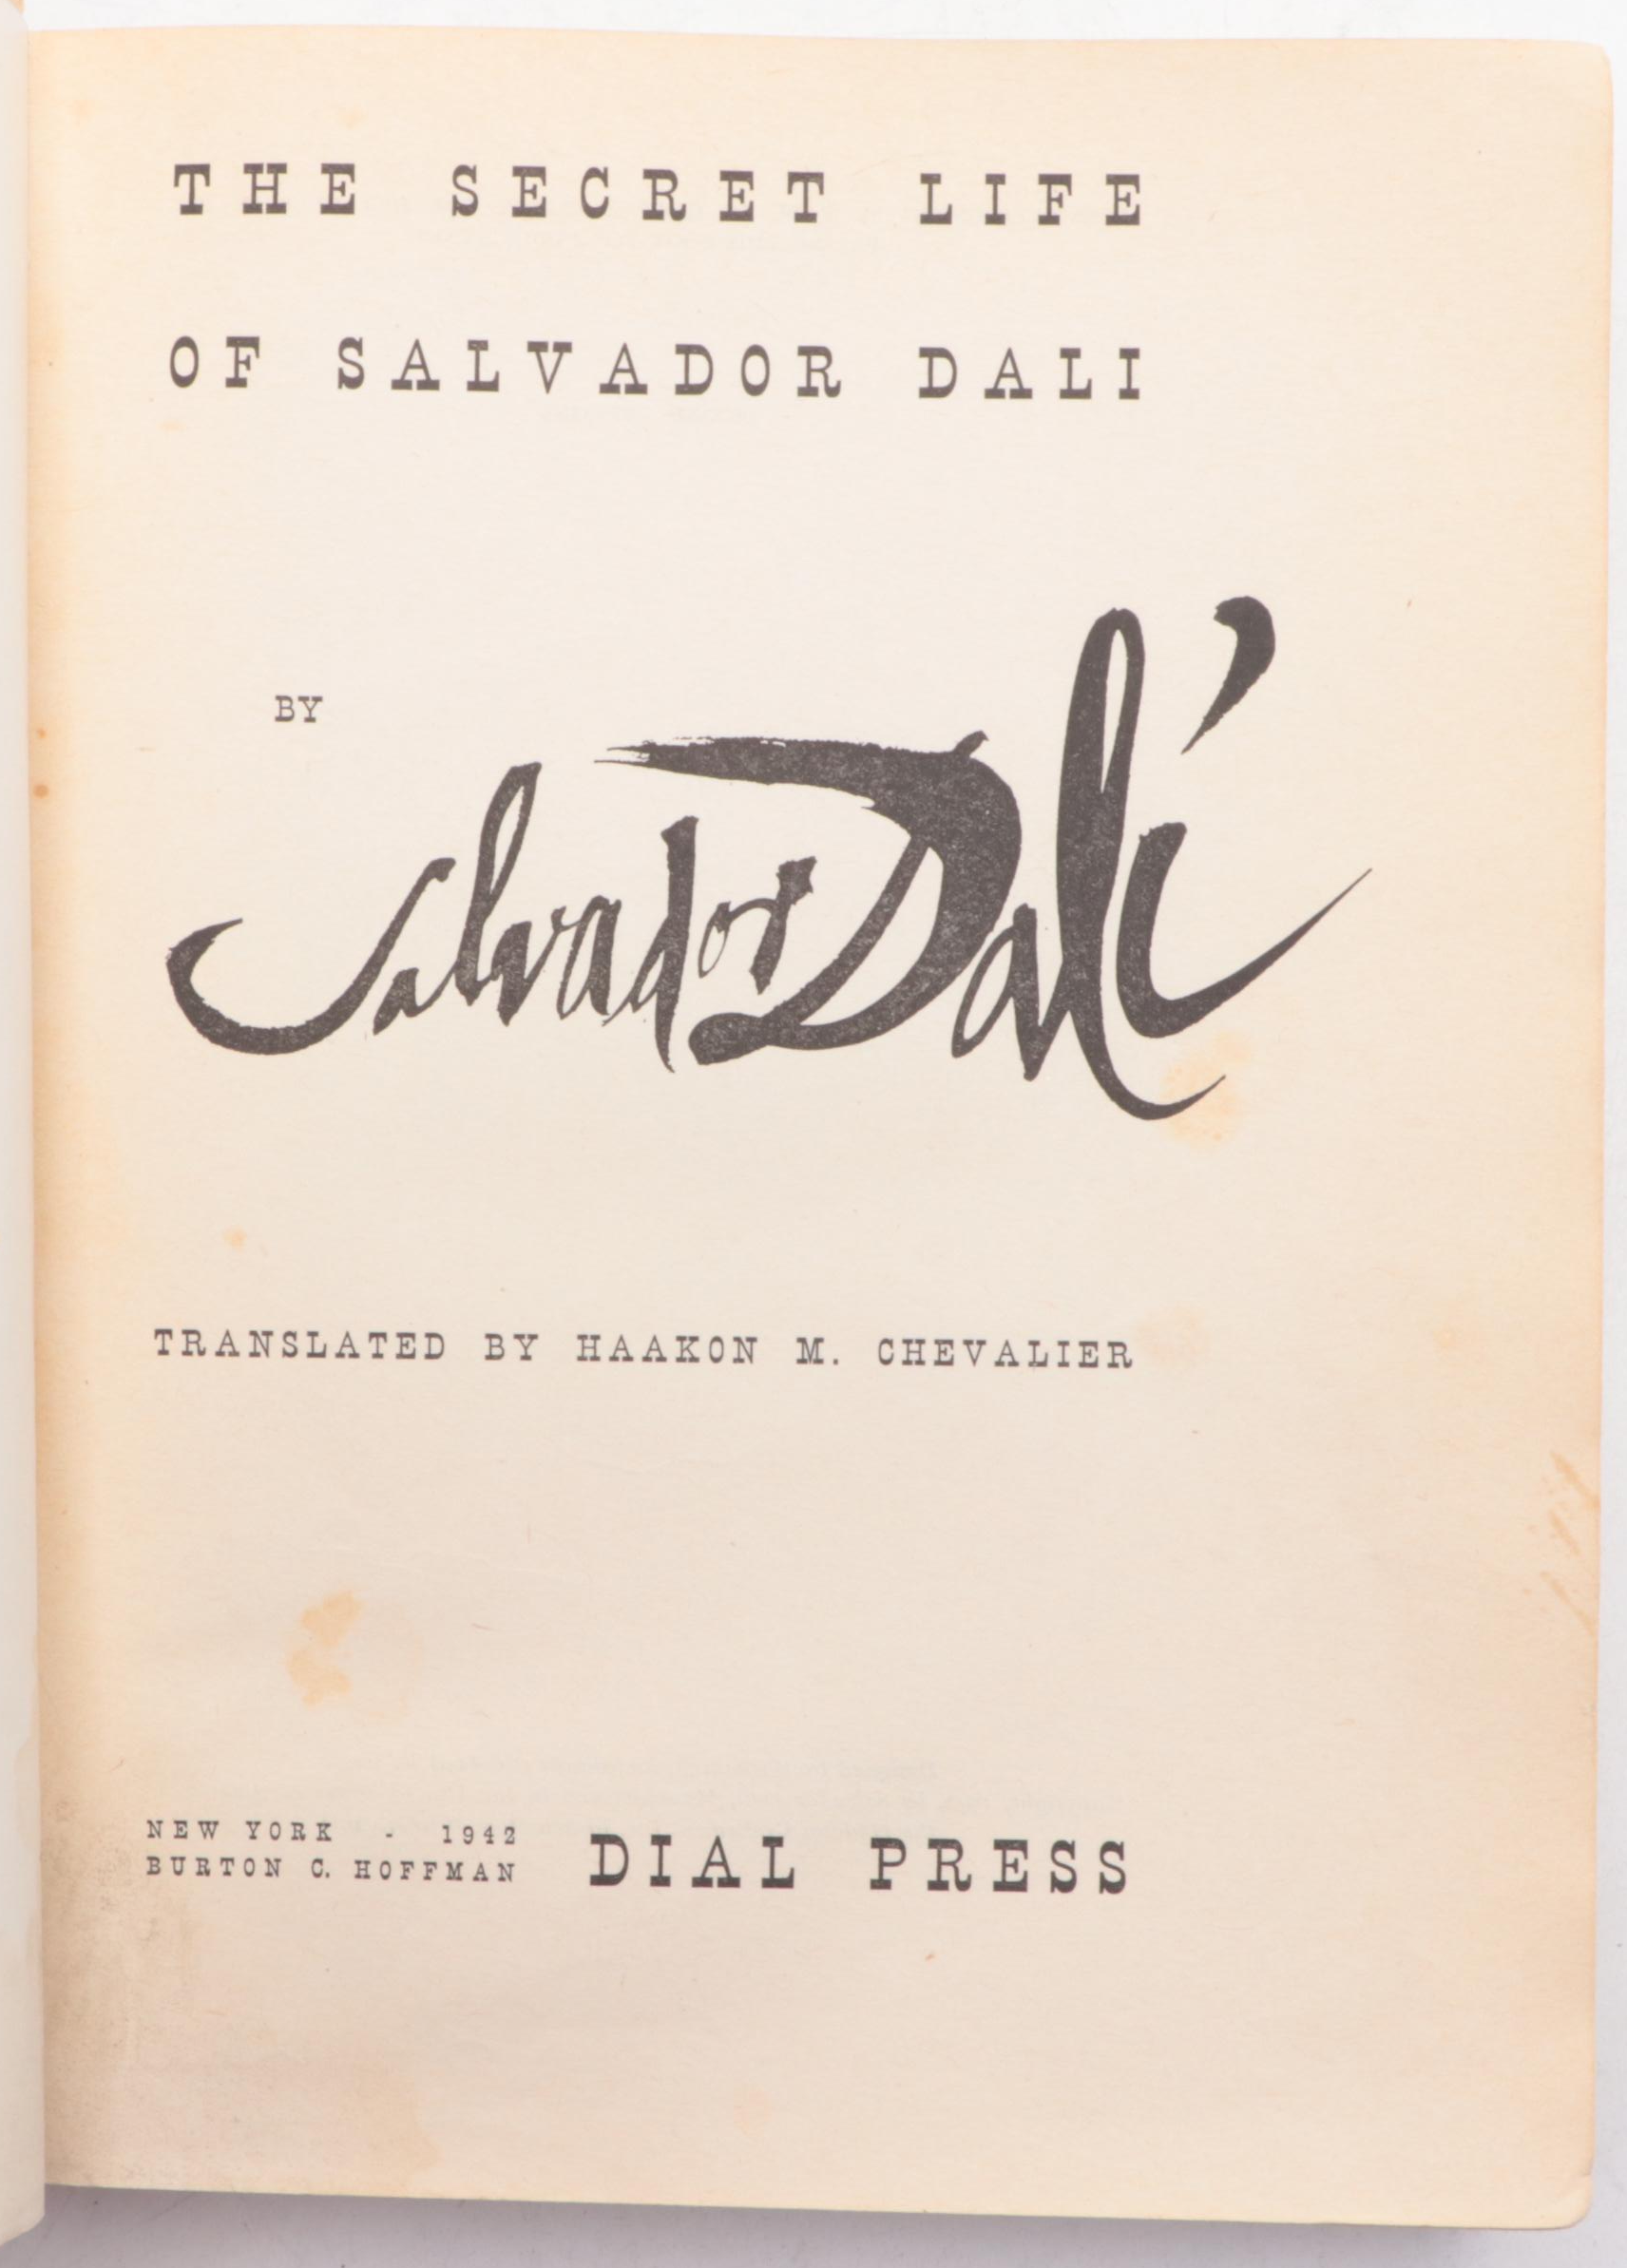 THE SECRET LIFE
OF SALVADOR DALI
BY
Salvador Dalí
TRANSLATED BY HAAKON M. CHEVALIER
NEW YORK - 1942
BURTON C. HOFFMAN
DIAL PRESS